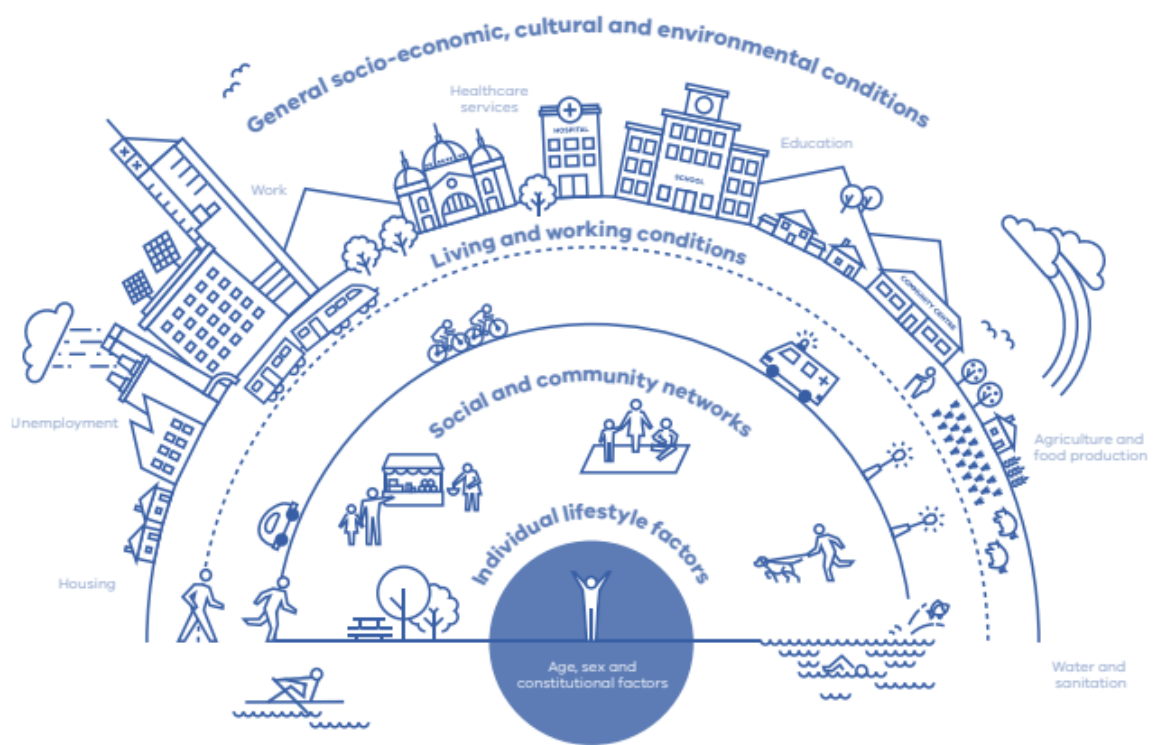 General socio-economic, cultural and environmental conditions
Healthcare
services
HOSPITAL
Education
SCHOOL
Work
Living and working conditions
COMMUNITY CENTRE
Social and community networks
Unemployment
Agriculture and
food production
Individual lifestyle factors
Housing
Age, sex and
constitutional factors
Water and
sanitation